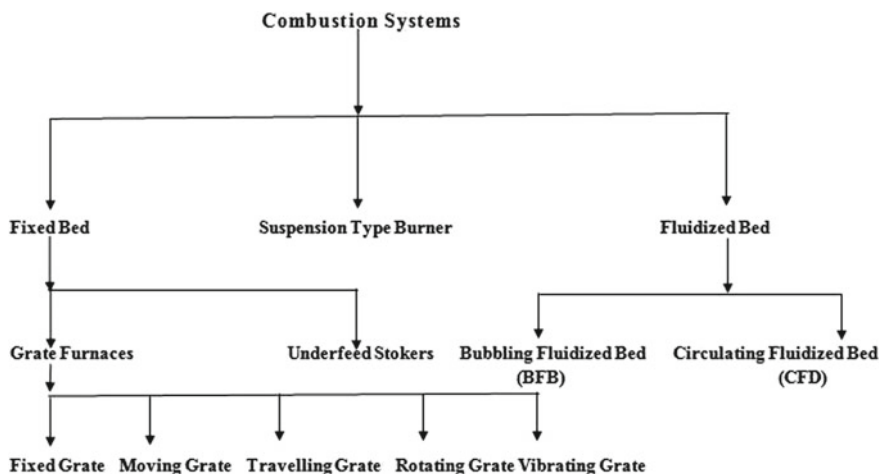 Combustion Systems
Fixed Bed
Suspension Type Burner
Fluidized Bed
Grate Furnaces
Underfeed Stokers
Bubbling Fluidized Bed
(BFB)
Circulating Fluidized Bed
(CFD)
Fixed Grate
Moving Grate
Travelling Grate
Rotating Grate
Vibrating Grate